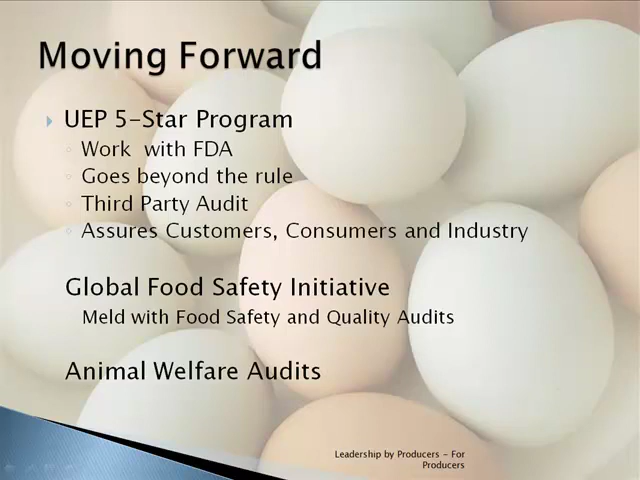 Moving Forward
UEP 5-Star Program
Work with FDA
Goes beyond the rule
Third Party Audit
Assures Customers, Consumers and Industry
Global Food Safety Initiative
Meld with Food Safety and Quality Audits
Animal Welfare Audits
Leadership by Producers - For
Producers